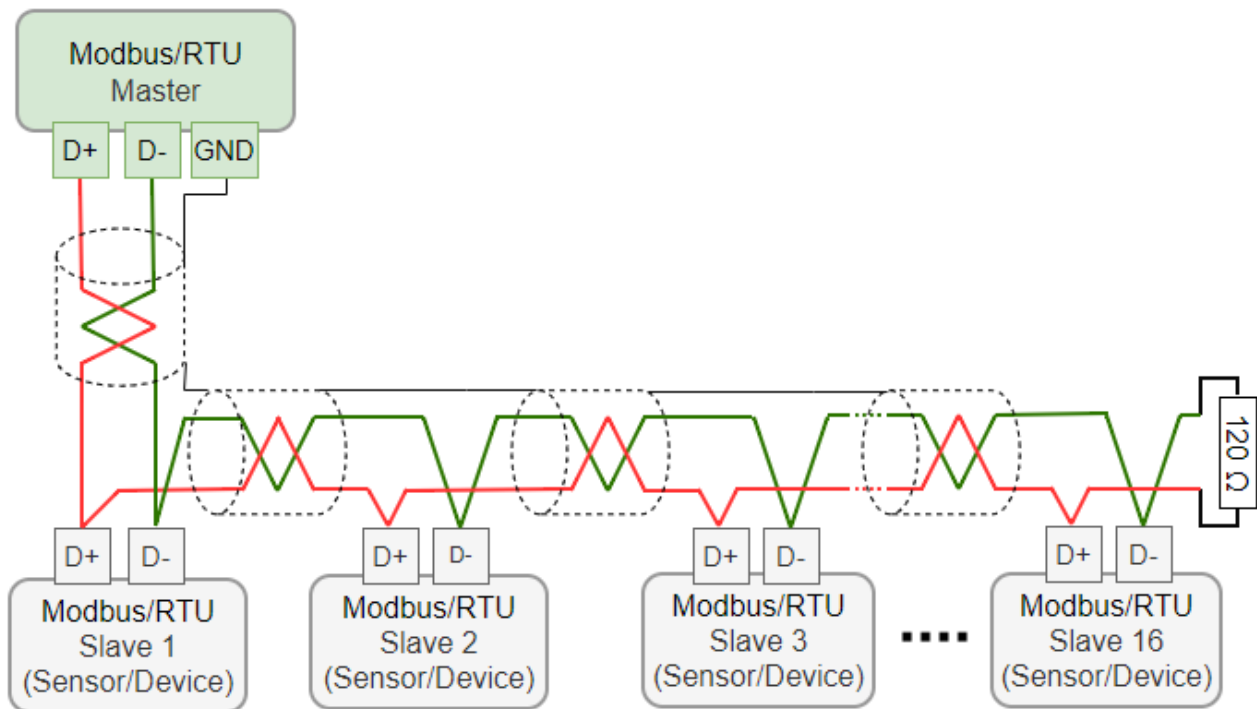 Modbus/RTU
Master
D+ D- GND
120 Ω
D+ D- D+ D- D+ D- D+ D-
Modbus/RTU
Slave 1
(Sensor/Device)
Modbus/RTU
Slave 2
(Sensor/Device)
Modbus/RTU
Slave 3
(Sensor/Device)
Modbus/RTU
Slave 16
(Sensor/Device)